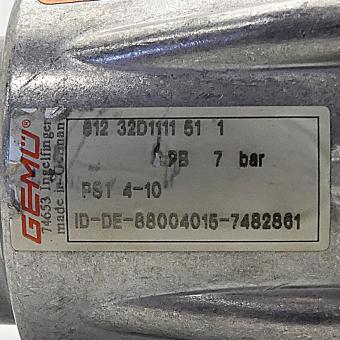 GEMÜ
74653 Ingelfingen
made in Germany
612 32D1111 51 1
PB 7 bar
PST 4-10
ID-DE-88004015-7482861